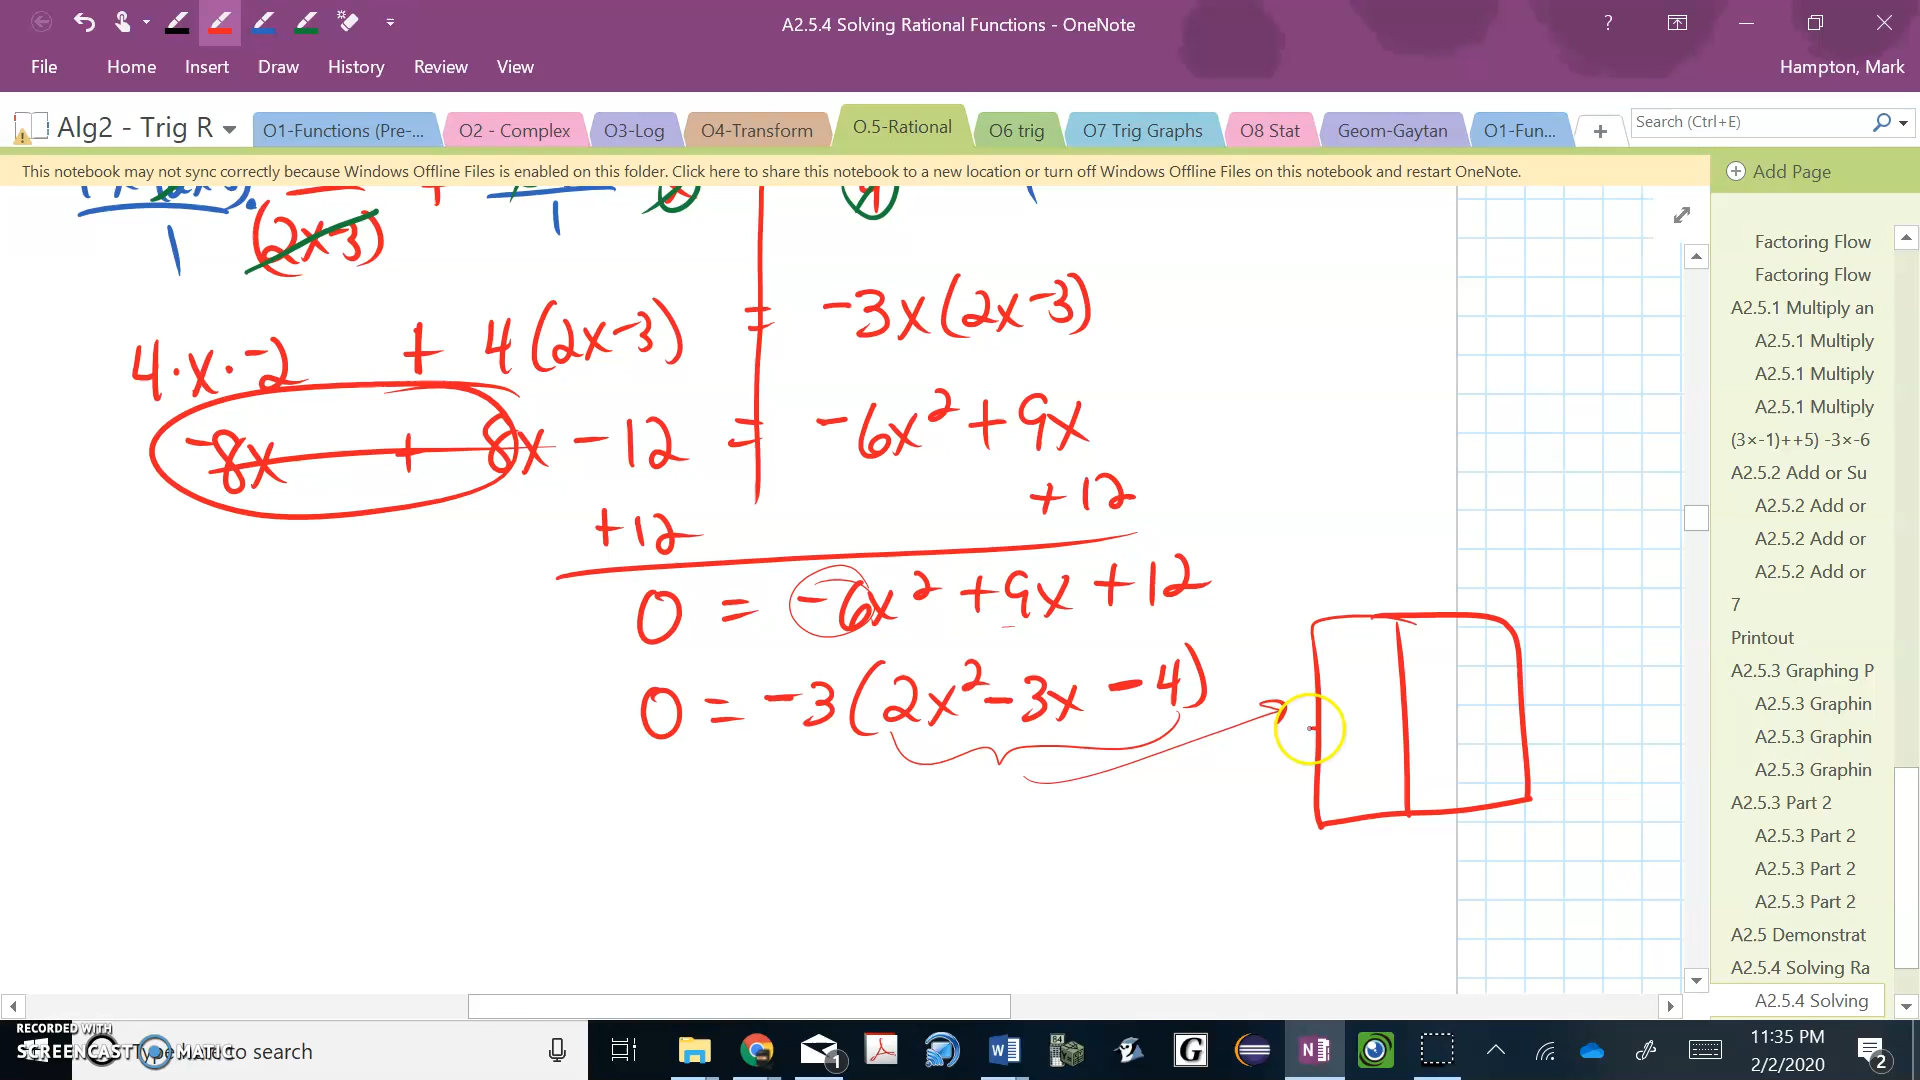 A2.5.4 Solving Rational Functions - OneNote
?
File Home Insert Draw History Review View
Hampton, Mark
Alg2 - Trig R
O1-Functions (Pre-... O2 - Complex O3-Log O4-Transform O.5-Rational O6 trig O7 Trig Graphs O8 Stat Geom-Gaytan O1-Fun... +
Search (Ctrl+E)
This notebook may not sync correctly because Windows Offline Files is enabled on this folder. Click here to share this notebook to a new location or turn off Windows Offline Files on this notebook and restart OneNote.
Add Page
1 (2x-3) 1
4·x·-2 + 4(2x-3) = -3x(2x-3)
-8x + 8x - 12 = -6x² + 9x
+12 +12
0 = -6x² + 9x + 12
0 = -3(2x² - 3x - 4)
Factoring Flow
Factoring Flow
A2.5.1 Multiply an
A2.5.1 Multiply
A2.5.1 Multiply
A2.5.1 Multiply
(3×-1)++5) -3×-6
A2.5.2 Add or Su
A2.5.2 Add or
A2.5.2 Add or
A2.5.2 Add or
7
Printout
A2.5.3 Graphing P
A2.5.3 Graphin
A2.5.3 Graphin
A2.5.3 Graphin
A2.5.3 Part 2
A2.5.3 Part 2
A2.5.3 Part 2
A2.5.3 Part 2
A2.5 Demonstrat
A2.5.4 Solving Ra
A2.5.4 Solving
RECORDED WITH
SCREENCAST MATIC
Type here to search
1
11:35 PM
2/2/2020
2